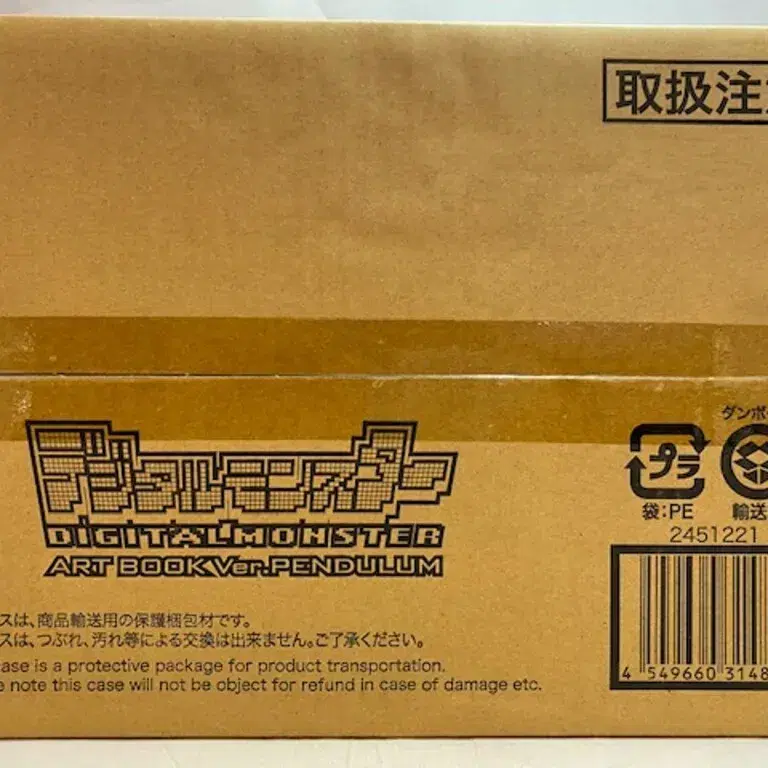 取扱注
デジタルモンスター
DIGITAL MONSTER
ART BOOK Ver.PENDULUM
ダンボ
プラ
袋:PE
輸送
2451221
スは、商品輸送用の保護梱包材です。
スは、つぶれ、汚れ等による交換は出来ません。ご了承ください。
case is a protective package for product transportation.
e note this case will not be object for refund in case of damage etc.
4 549660 3148